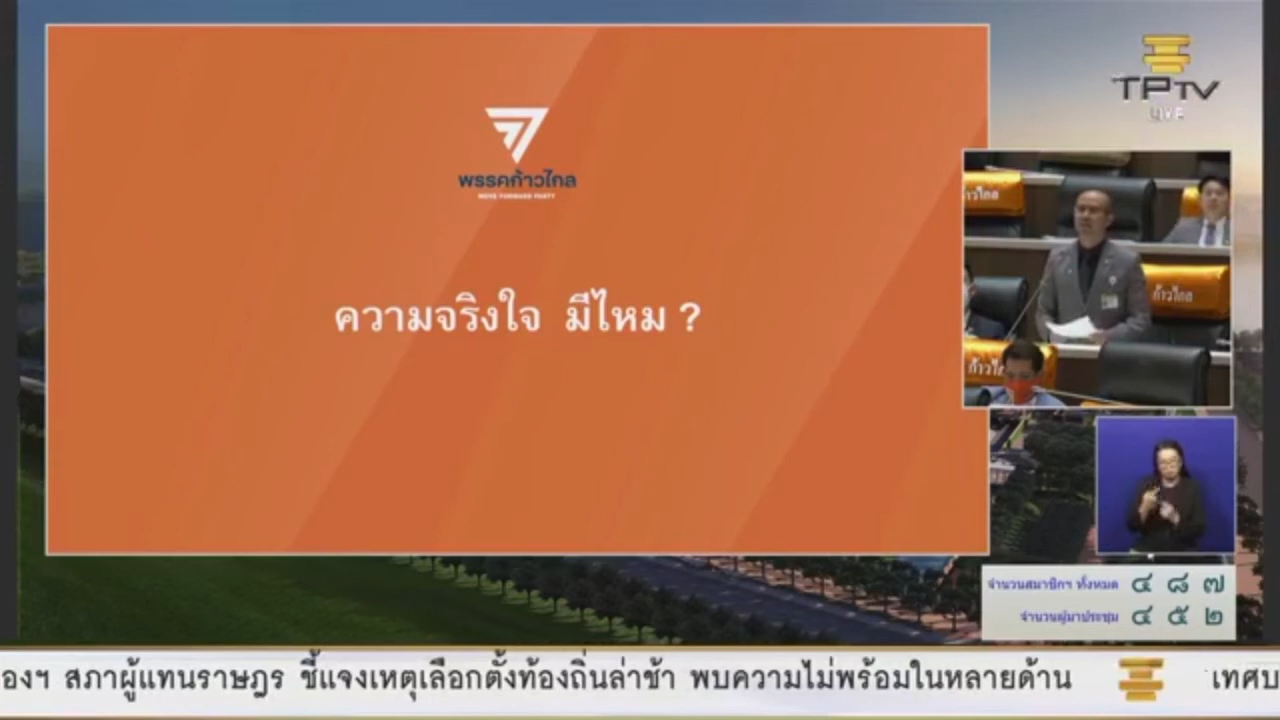 TPTV
LIVE
พรรคก้าวไกล
MOVE FORWARD PARTY
ความจริงใจ มีไหม ?
ก้าวไกล
ก้าวไกล
จำนวนสมาชิกฯ ทั้งหมด ๔ ๘ ๗
จำนวนผู้มาประชุม ๔ ๕ ๒
องฯ สภาผู้แทนราษฎร ชี้แจงเหตุเลือกตั้งท้องถิ่นล่าช้า พบความไม่พร้อมในหลายด้าน เทศบ